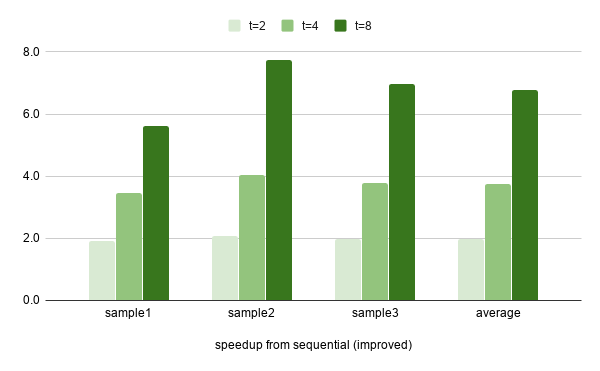 t=2 t=4 t=8
8.0
6.0
4.0
2.0
0.0
sample1 sample2 sample3 average
speedup from sequential (improved)